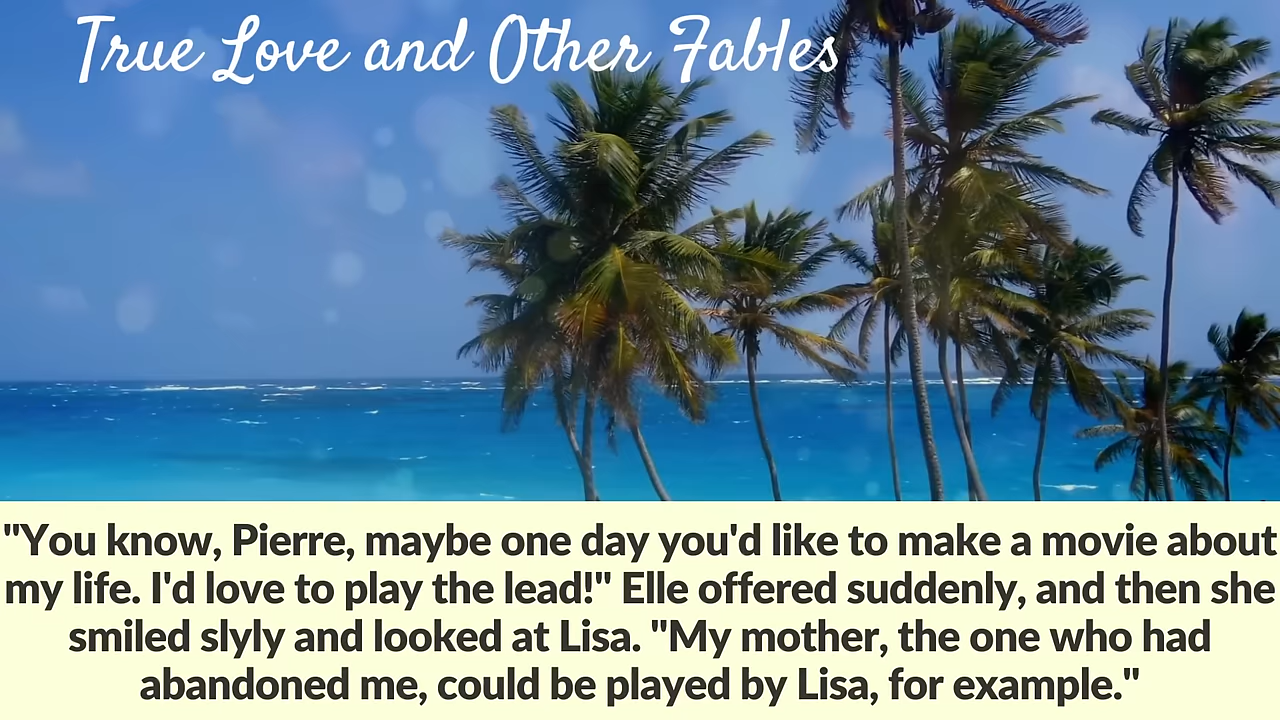 True Love and Other Fables
"You know, Pierre, maybe one day you'd like to make a movie about
my life. I'd love to play the lead!" Elle offered suddenly, and then she
smiled slyly and looked at Lisa. "My mother, the one who had
abandoned me, could be played by Lisa, for example."